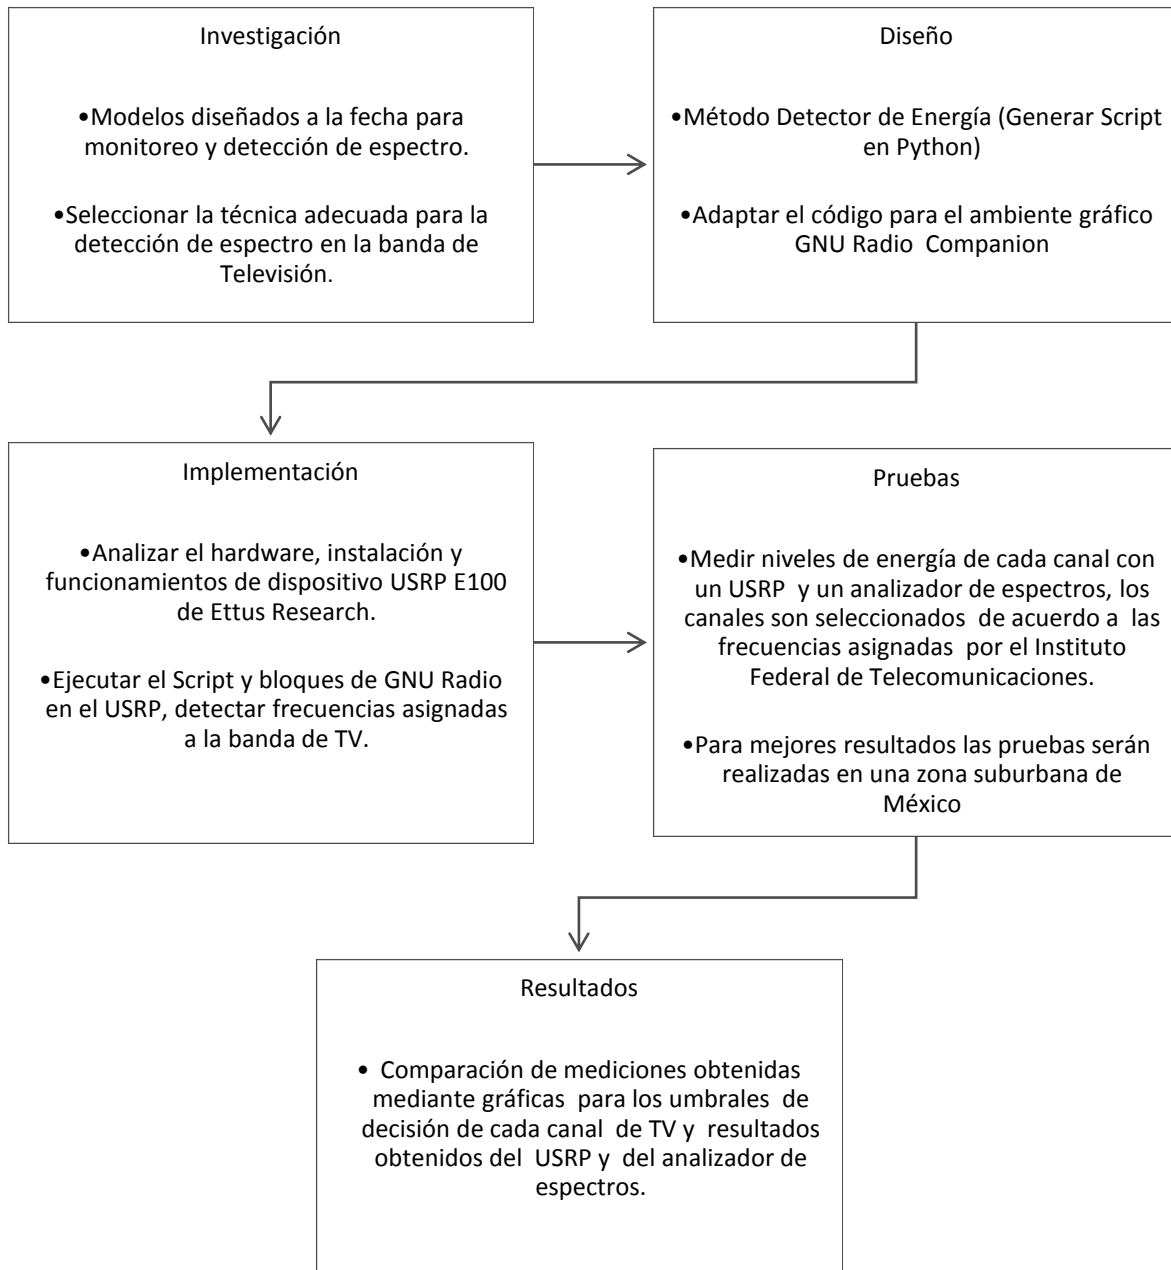 Investigación
•Modelos diseñados a la fecha para
monitoreo y detección de espectro.
•Seleccionar la técnica adecuada para la
detección de espectro en la banda de
Televisión.
Diseño
•Método Detector de Energía (Generar Script
en Python)
•Adaptar el código para el ambiente gráfico
GNU Radio Companion
Implementación
•Analizar el hardware, instalación y
funcionamientos de dispositivo USRP E100
de Ettus Research.
•Ejecutar el Script y bloques de GNU Radio
en el USRP, detectar frecuencias asignadas
a la banda de TV.
Pruebas
•Medir niveles de energía de cada canal con
un USRP y un analizador de espectros, los
canales son seleccionados de acuerdo a las
frecuencias asignadas por el Instituto
Federal de Telecomunicaciones.
•Para mejores resultados las pruebas serán
realizadas en una zona suburbana de
México
Resultados
• Comparación de mediciones obtenidas
mediante gráficas para los umbrales de
decisión de cada canal de TV y resultados
obtenidos del USRP y del analizador de
espectros.